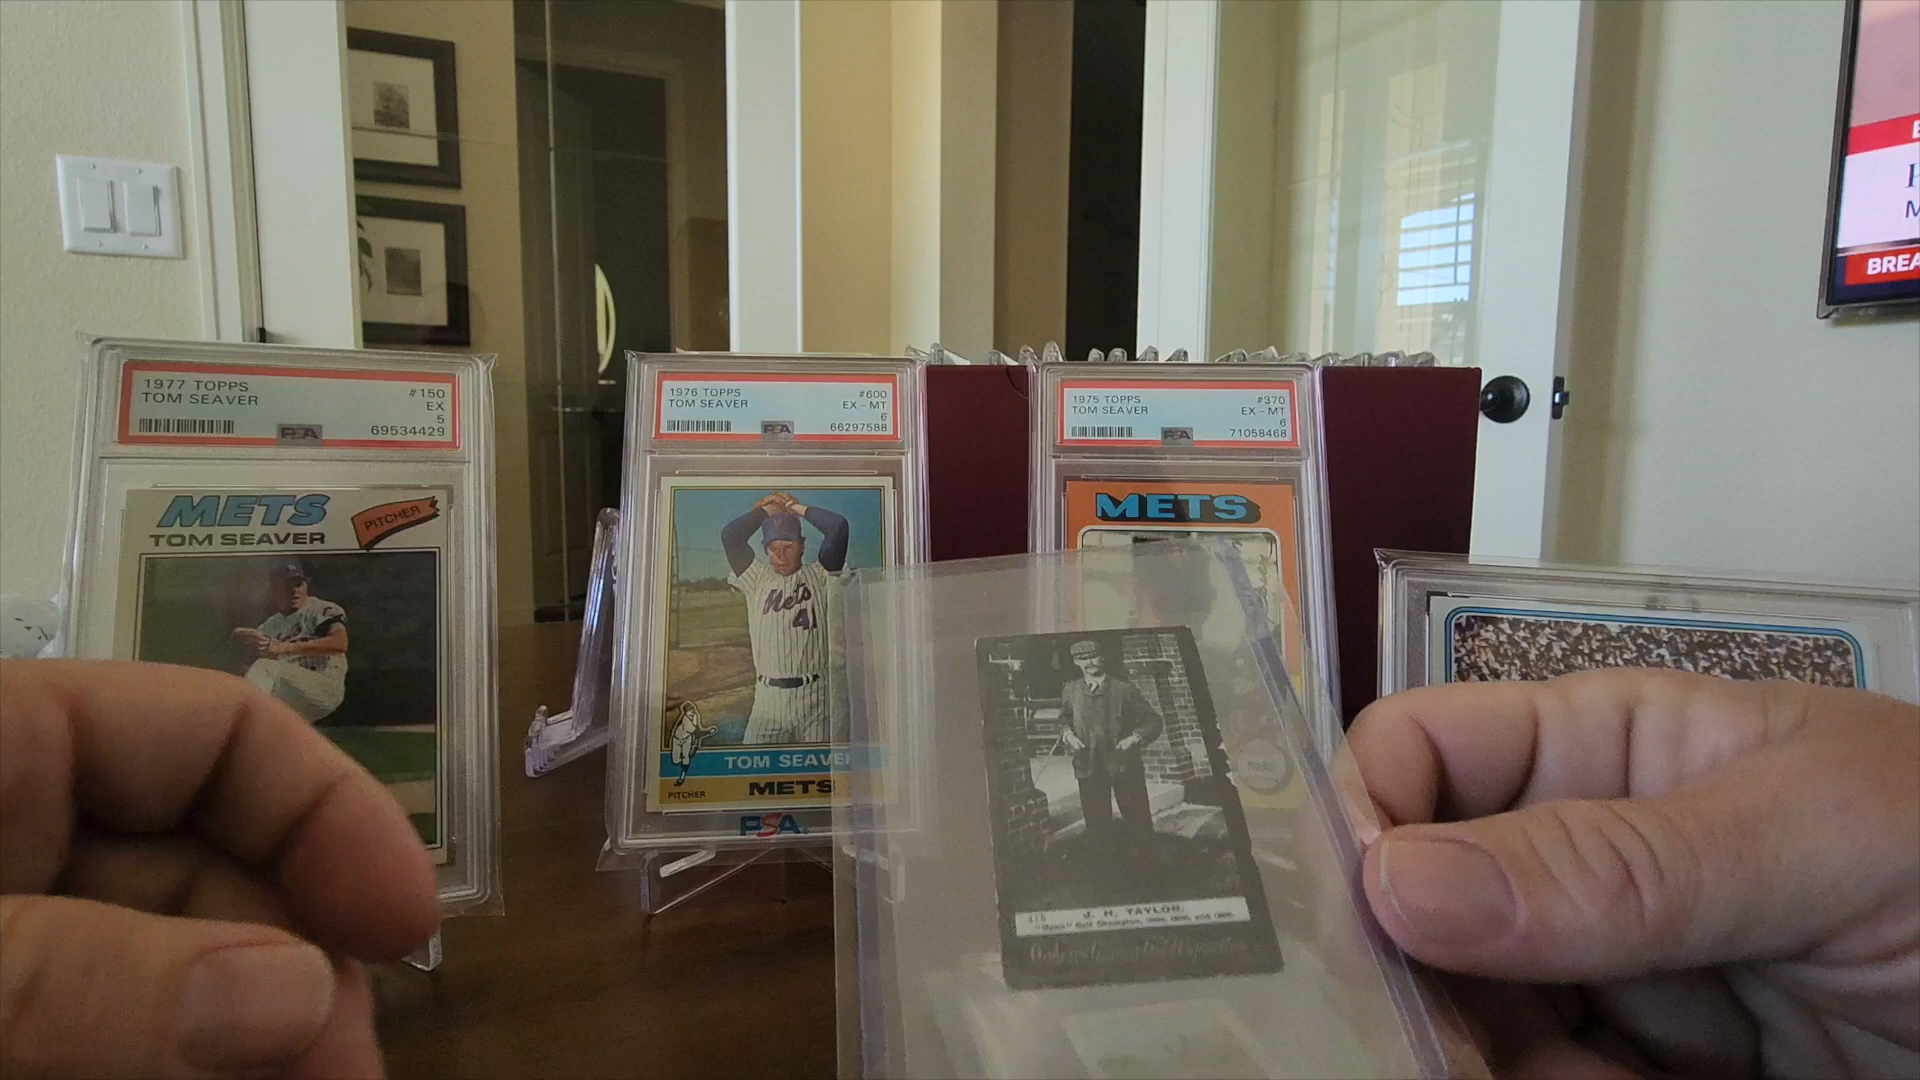 1977 TOPPS
TOM SEAVER
#150
EX
5
69534429
PSA
METS
PITCHER
TOM SEAVER
1976 TOPPS
TOM SEAVER
#600
EX - MT
6
66297588
PSA
Mets
41
TOM SEAVER
PITCHER
METS
PSA
1975 TOPPS
TOM SEAVER
#370
EX - MT
6
71058468
PSA
METS
J. H. TAYLOR.
BREA